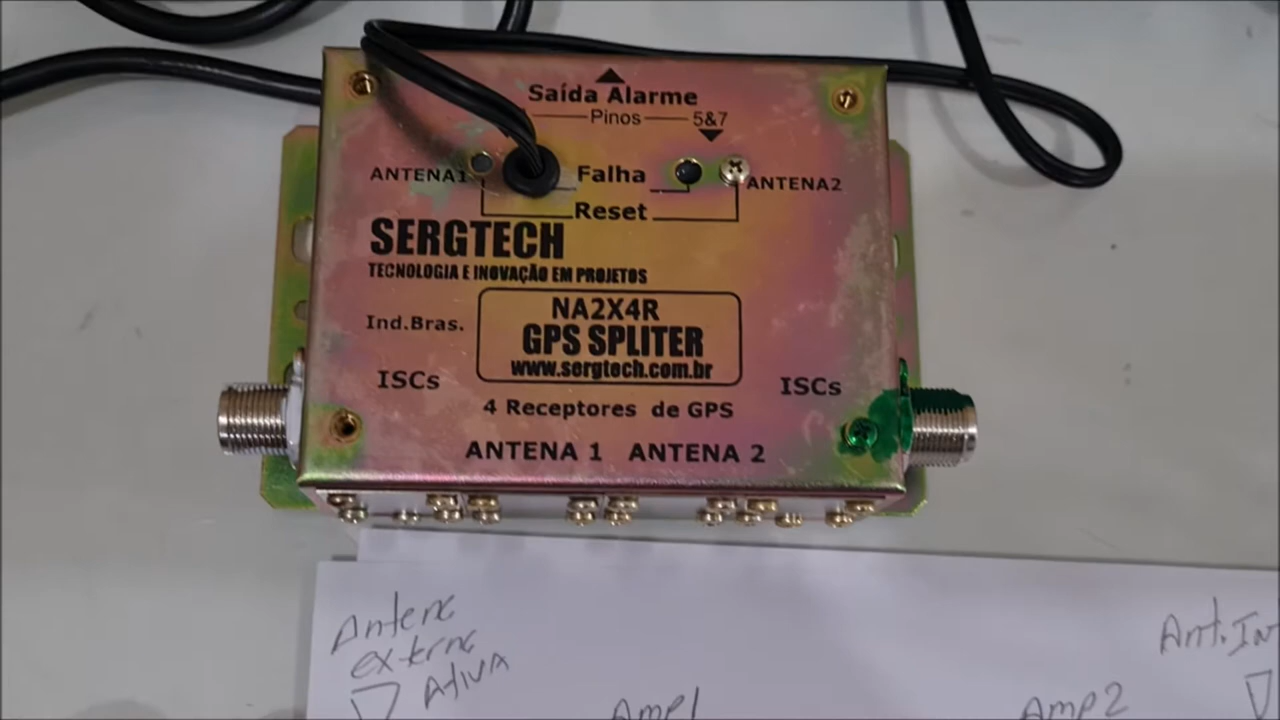 Saída Alarme
Pinos 5&7
ANTENA1 Falha ANTENA2
Reset
SERGTECH
TECNOLOGIA E INOVAÇÃO EM PROJETOS
NA2X4R
Ind.Bras. GPS SPLITER
www.sergtech.com.br
ISCs ISCs
4 Receptores de GPS
ANTENA 1 ANTENA 2
Antena
externa
Ativa
Ant.In
Amp1 Amp2